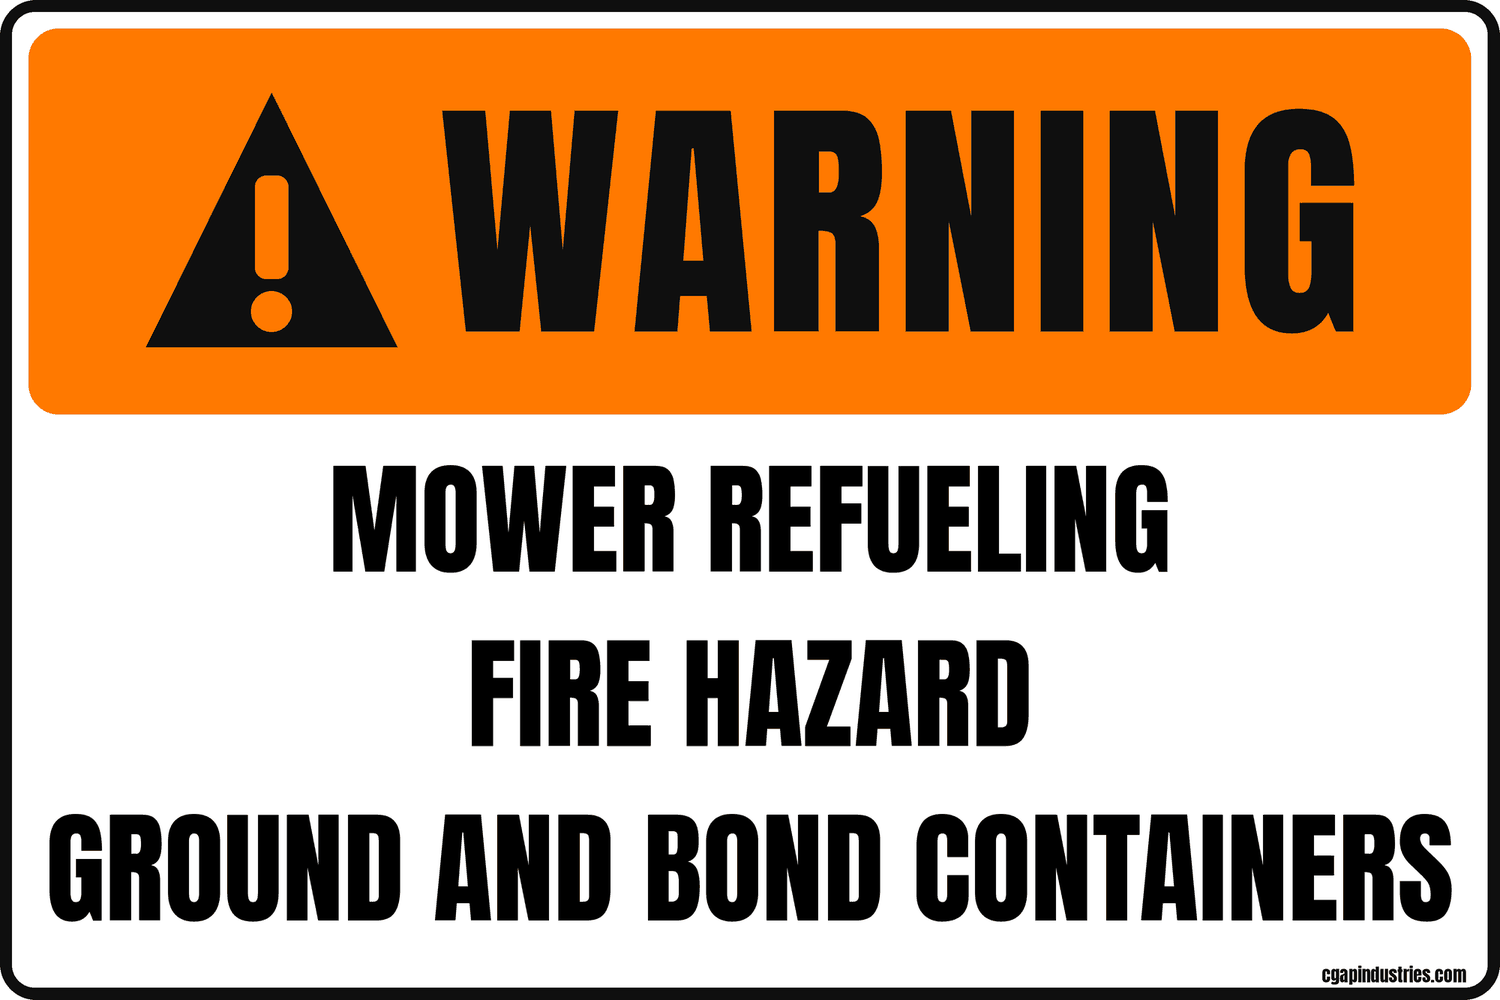 WARNING
MOWER REFUELING
FIRE HAZARD
GROUND AND BOND CONTAINERS
cgapindustries.com